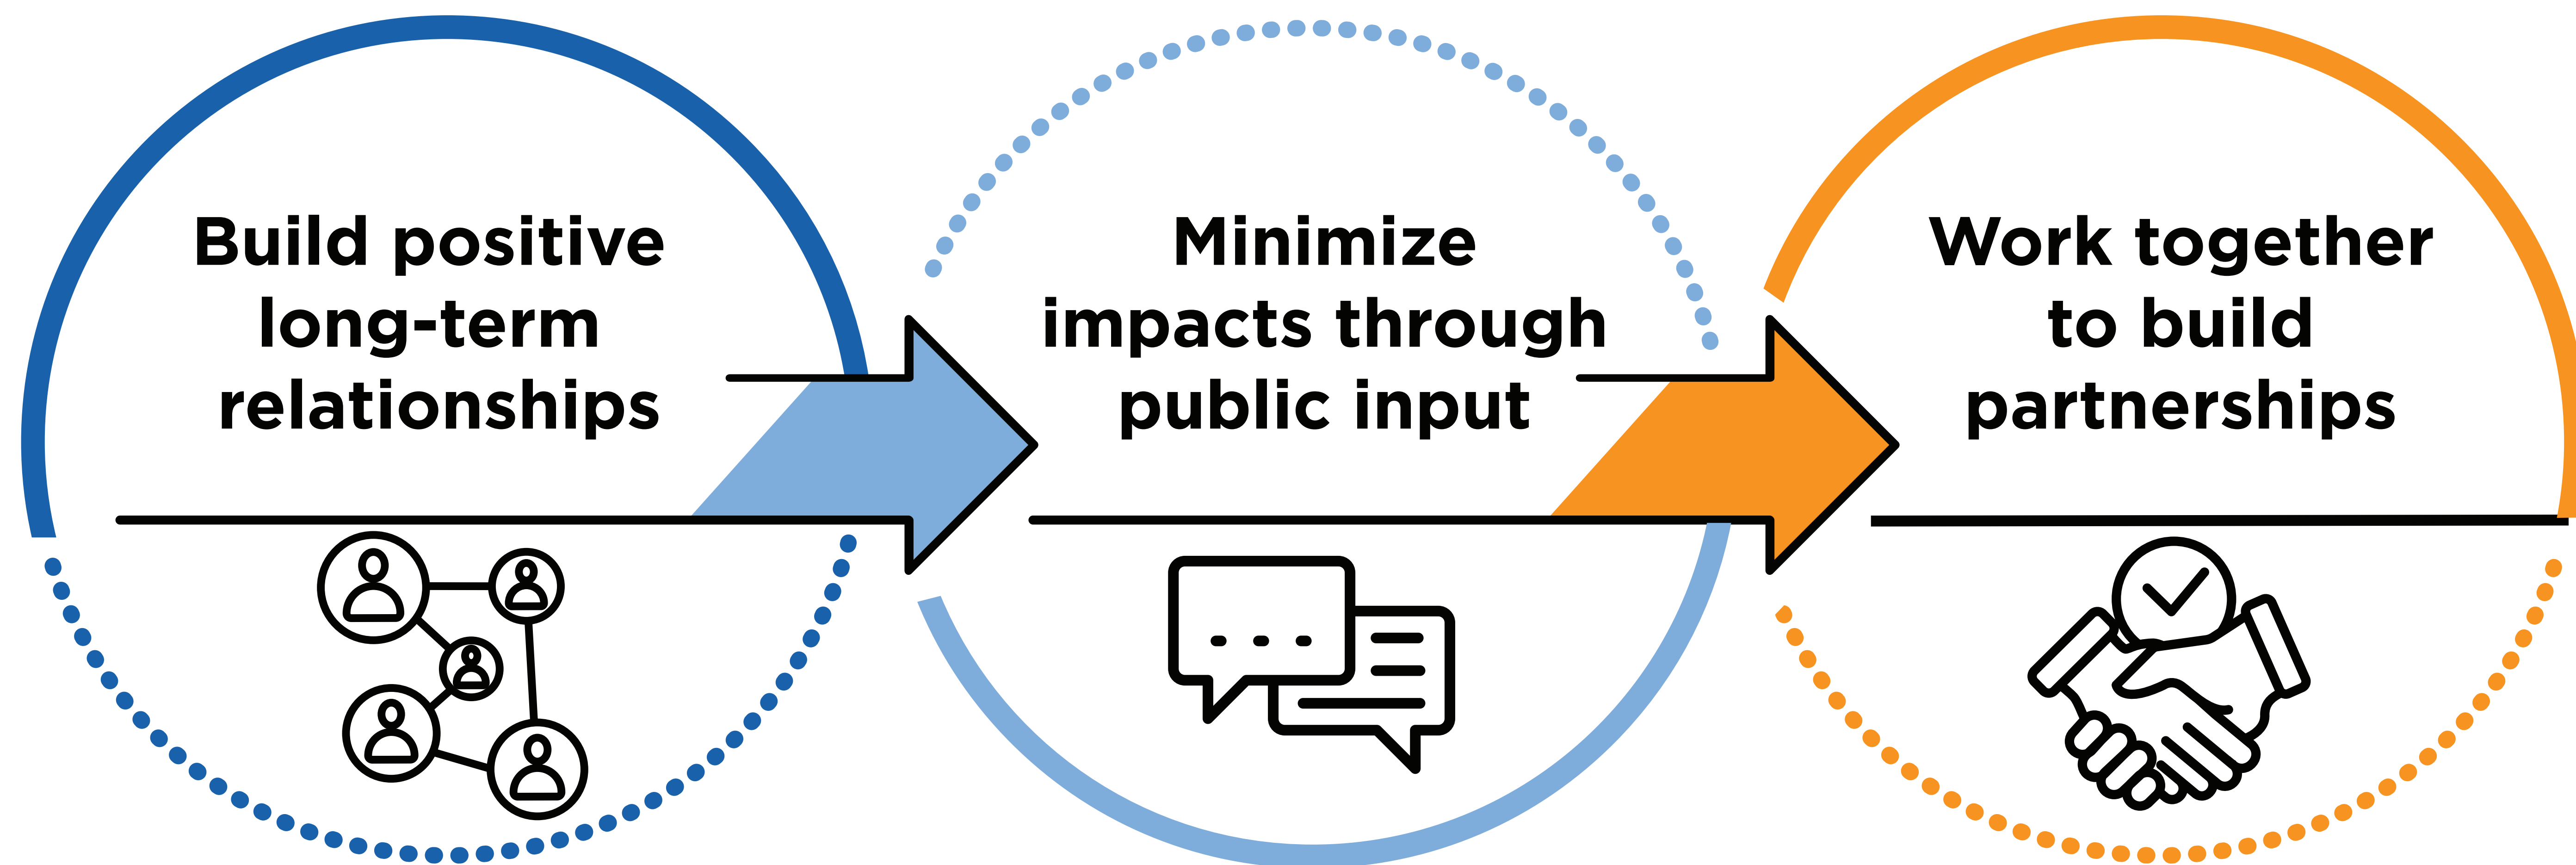 Build positive
long-term
relationships
Minimize
impacts through
public input
Work together
to build
partnerships